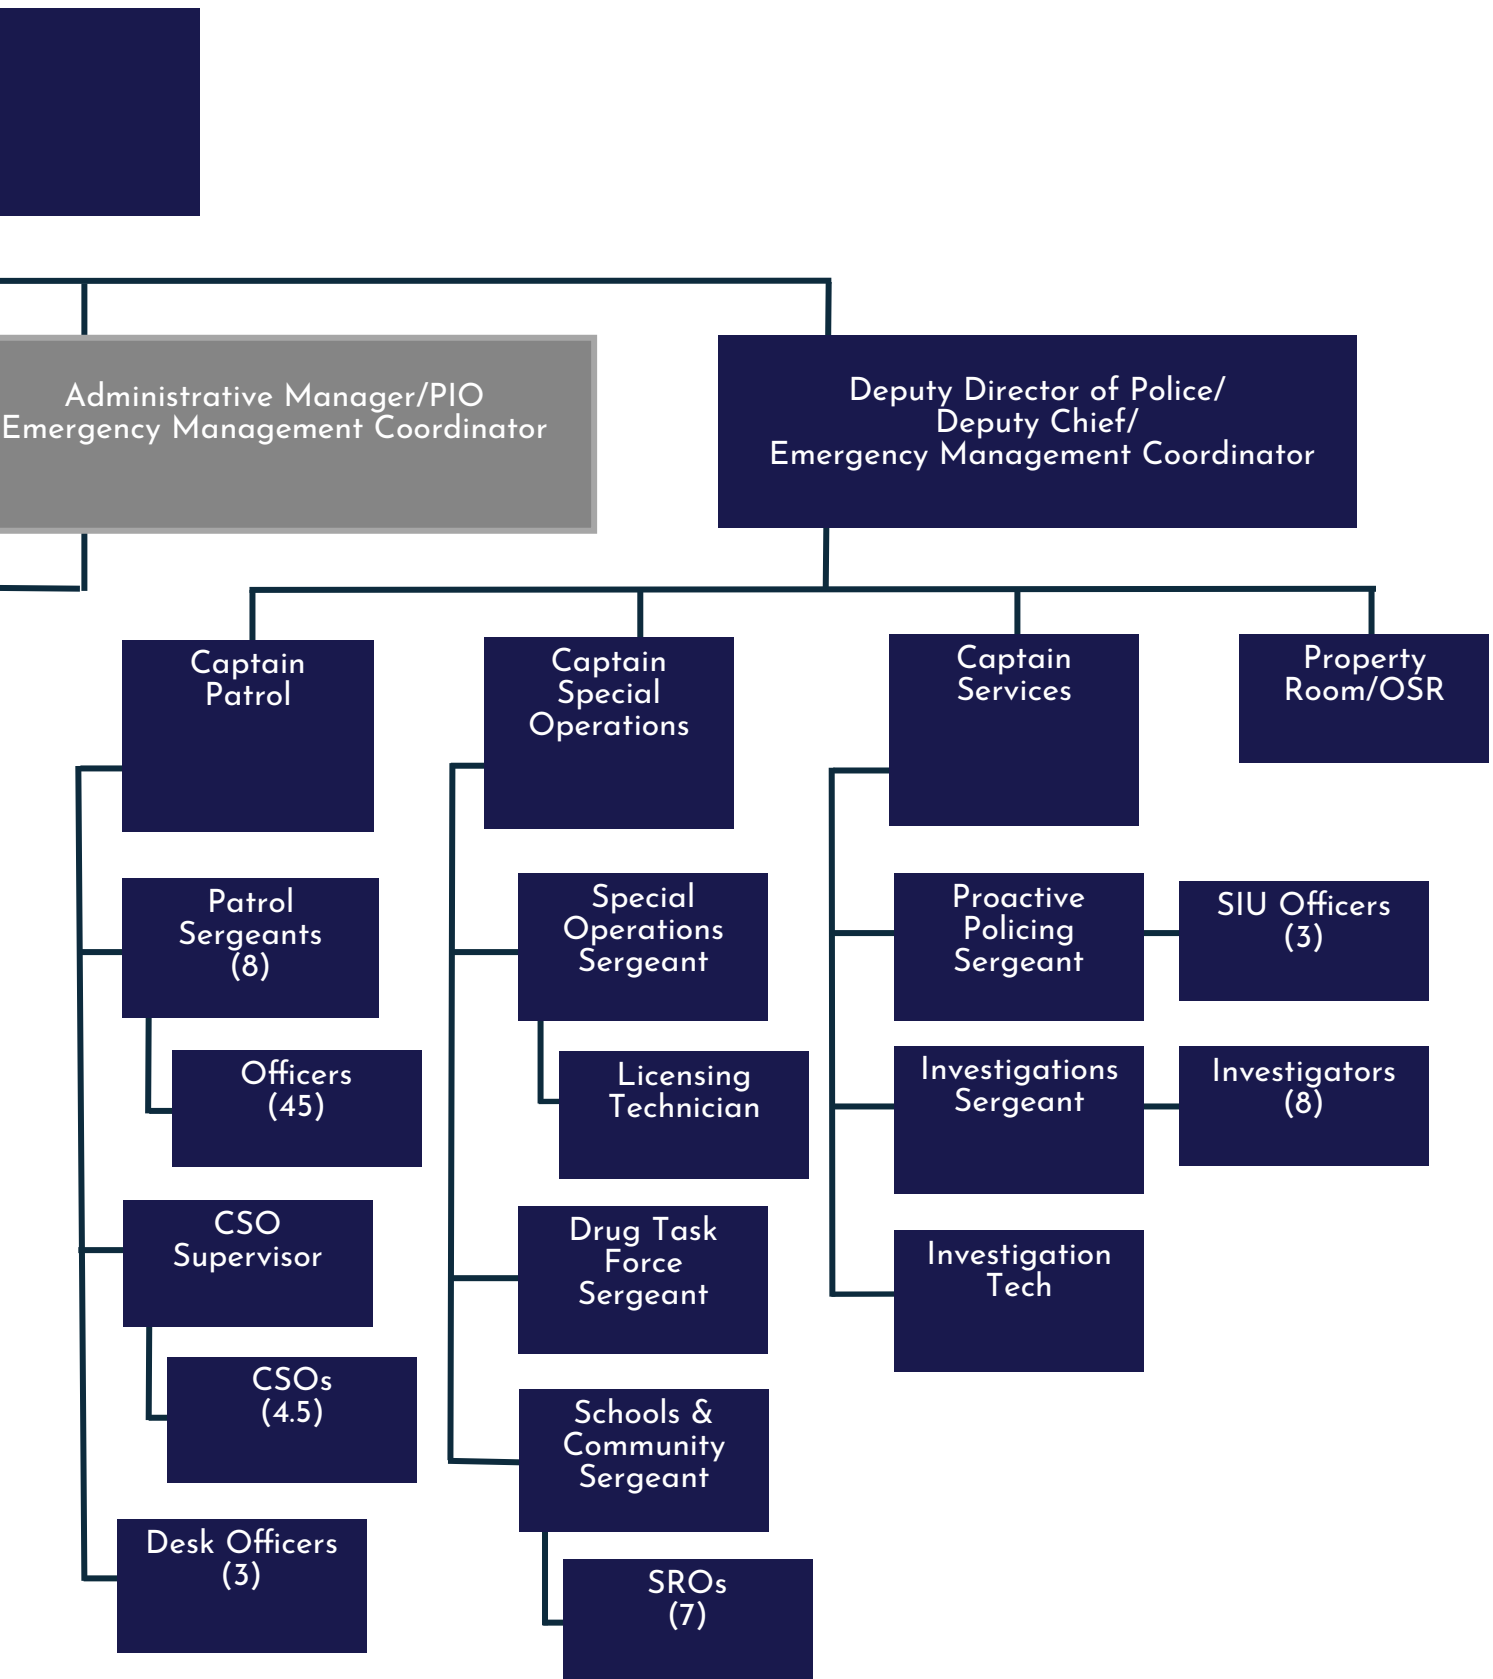 Administrative Manager/PIO
Emergency Management Coordinator
Deputy Director of Police/
Deputy Chief/
Emergency Management Coordinator
Captain
Patrol
Captain
Special
Operations
Captain
Services
Property
Room/OSR
Patrol
Sergeants
(8)
Officers
(45)
CSO
Supervisor
CSOs
(4.5)
Desk Officers
(3)
Special
Operations
Sergeant
Licensing
Technician
Drug Task
Force
Sergeant
Schools &
Community
Sergeant
SROs
(7)
Proactive
Policing
Sergeant
SIU Officers
(3)
Investigations
Sergeant
Investigators
(8)
Investigation
Tech